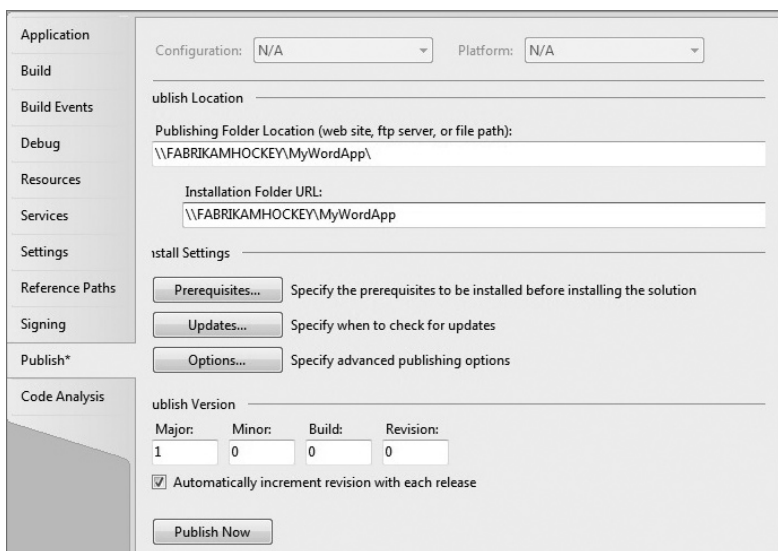 Application
Build
Build Events
Debug
Resources
Services
Settings
Reference Paths
Signing
Publish*
Code Analysis
Configuration: N/A Platform: N/A
ublish Location
Publishing Folder Location (web site, ftp server, or file path):
\\FABRIKAMHOCKEY\MyWordApp\
Installation Folder URL:
\\FABRIKAMHOCKEY\MyWordApp
nstall Settings
Prerequisites... Specify the prerequisites to be installed before installing the solution
Updates... Specify when to check for updates
Options... Specify advanced publishing options
ublish Version
Major: Minor: Build: Revision:
1 0 0 0
Automatically increment revision with each release
Publish Now